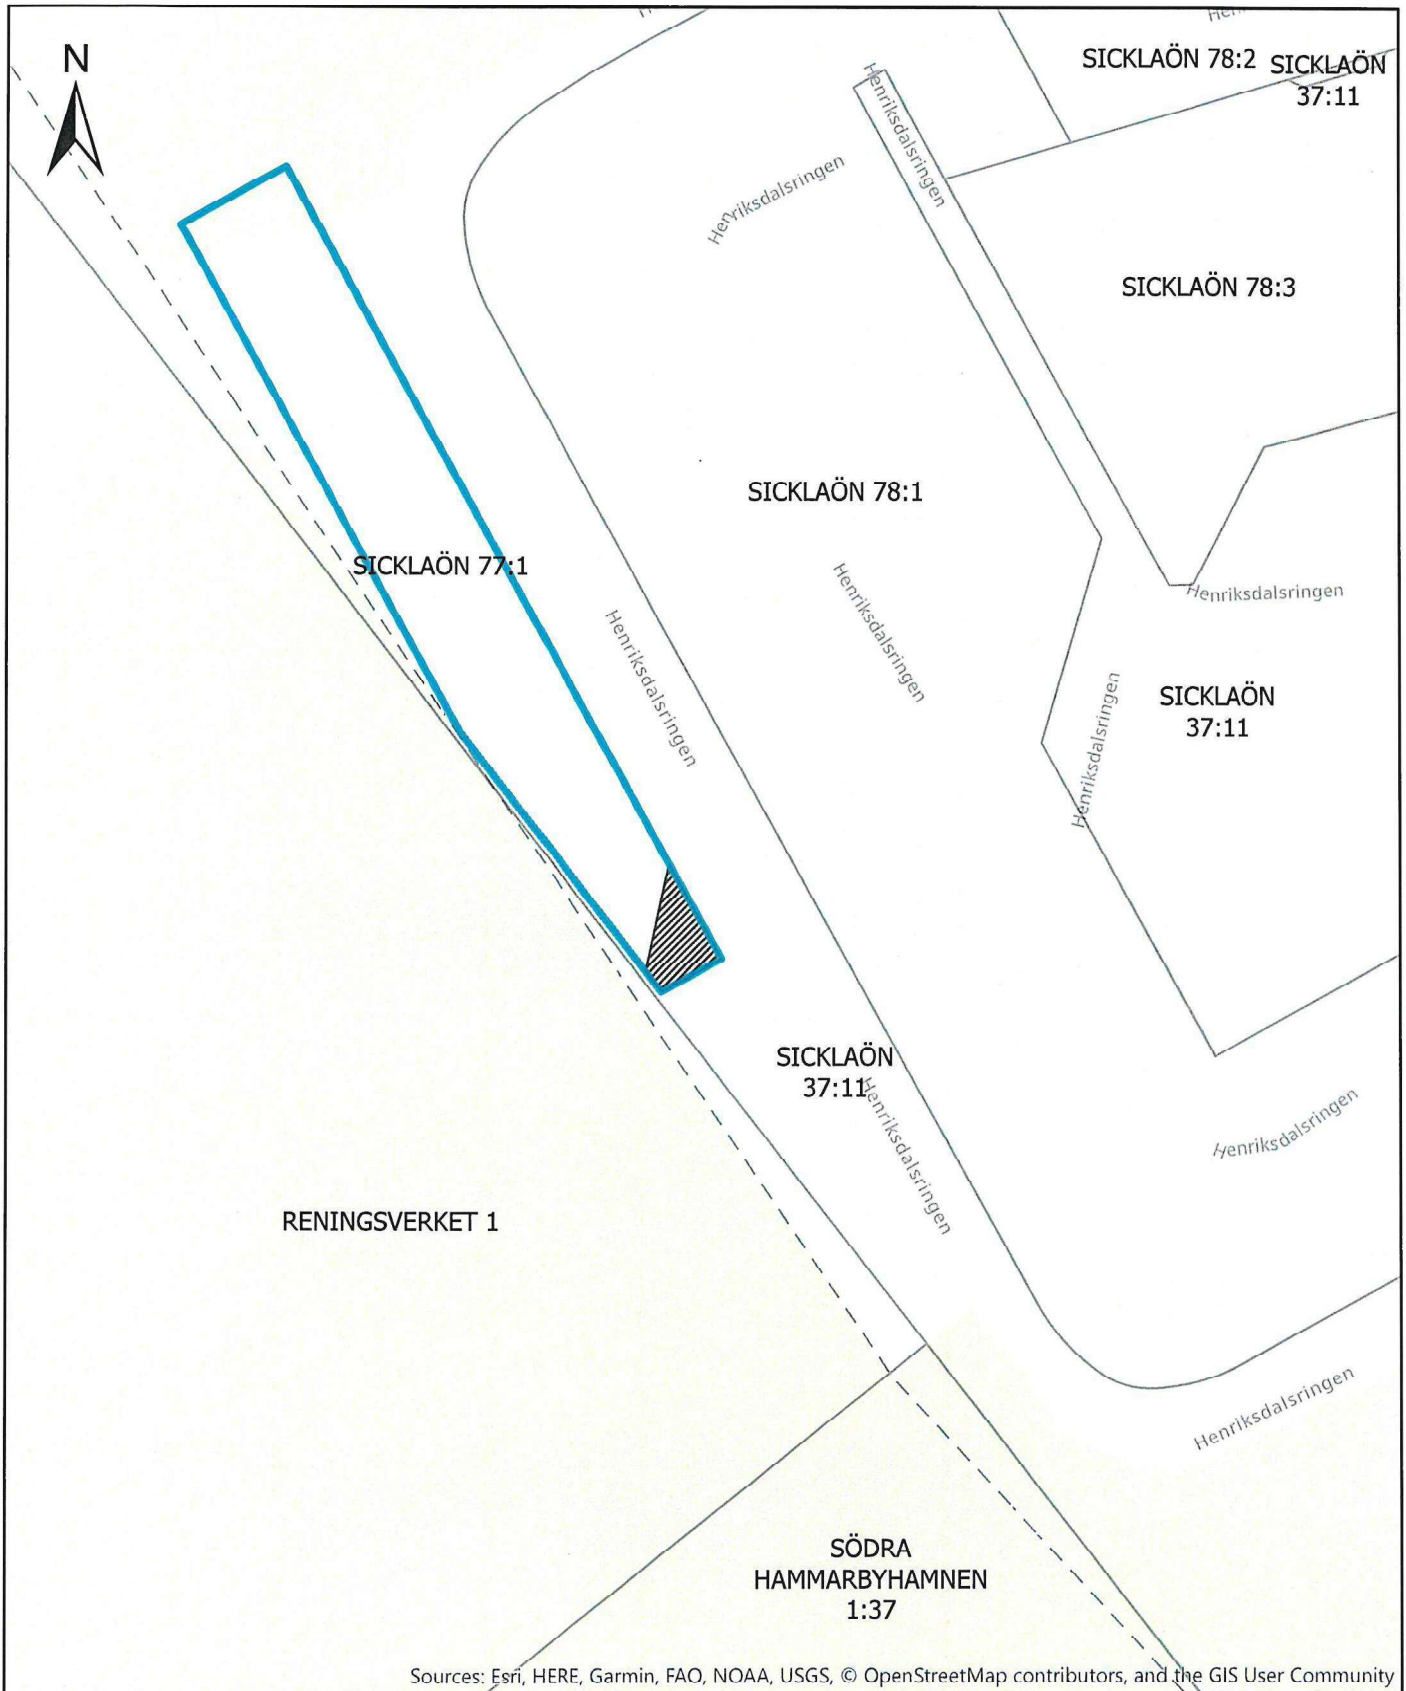 N
SICKLAÖN 78:2
SICKLAÖN
37:11
Henriksdalsringen
Henriksdalsringen
SICKLAÖN 78:3
SICKLAÖN 78:1
SICKLAÖN 77:1
Henriksdalsringen
Henriksdalsringen
Henriksdalsringen
Henriksdalsringen
SICKLAÖN
37:11
SICKLAÖN
37:11
Henriksdalsringen
Henriksdalsringen
RENINGSVERKET 1
Henriksdalsringen
SÖDRA
HAMMARBYHAMNEN
1:37
Sources: Esri, HERE, Garmin, FAO, NOAA, USGS, © OpenStreetMap contributors, and the GIS User Community